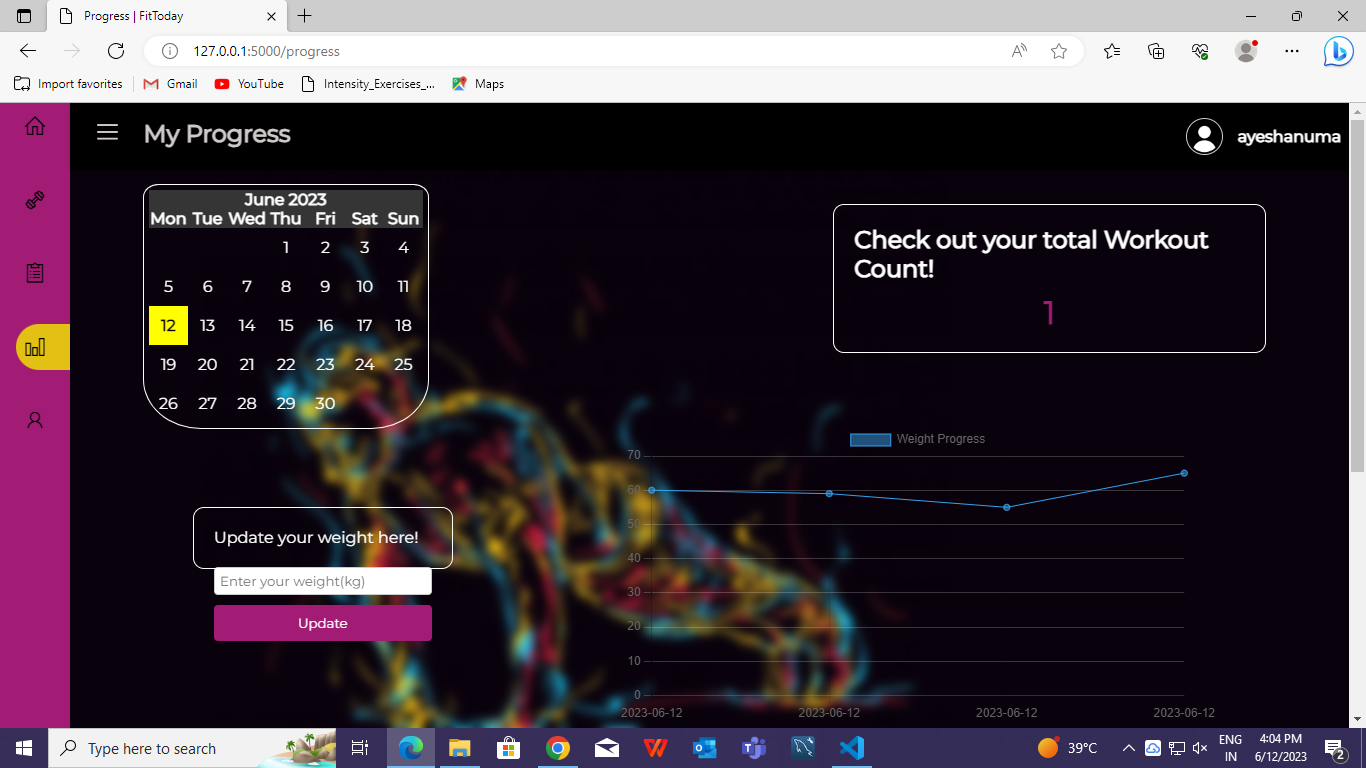 Progress | FitToday
127.0.0.1:5000/progress
Import favorites
Gmail
YouTube
Intensity_Exercises_...
Maps
My Progress
ayeshanuma
June 2023
Mon Tue Wed Thu Fri Sat Sun
1 2 3 4
5 6 7 8 9 10 11
12 13 14 15 16 17 18
19 20 21 22 23 24 25
26 27 28 29 30
Check out your total Workout
Count!
1
Update your weight here!
Enter your weight(kg)
Update
Weight Progress
70
60
50
40
30
20
10
0
2023-06-12 2023-06-12 2023-06-12 2023-06-12
Type here to search
39°C
ENG
IN
4:04 PM
6/12/2023
2